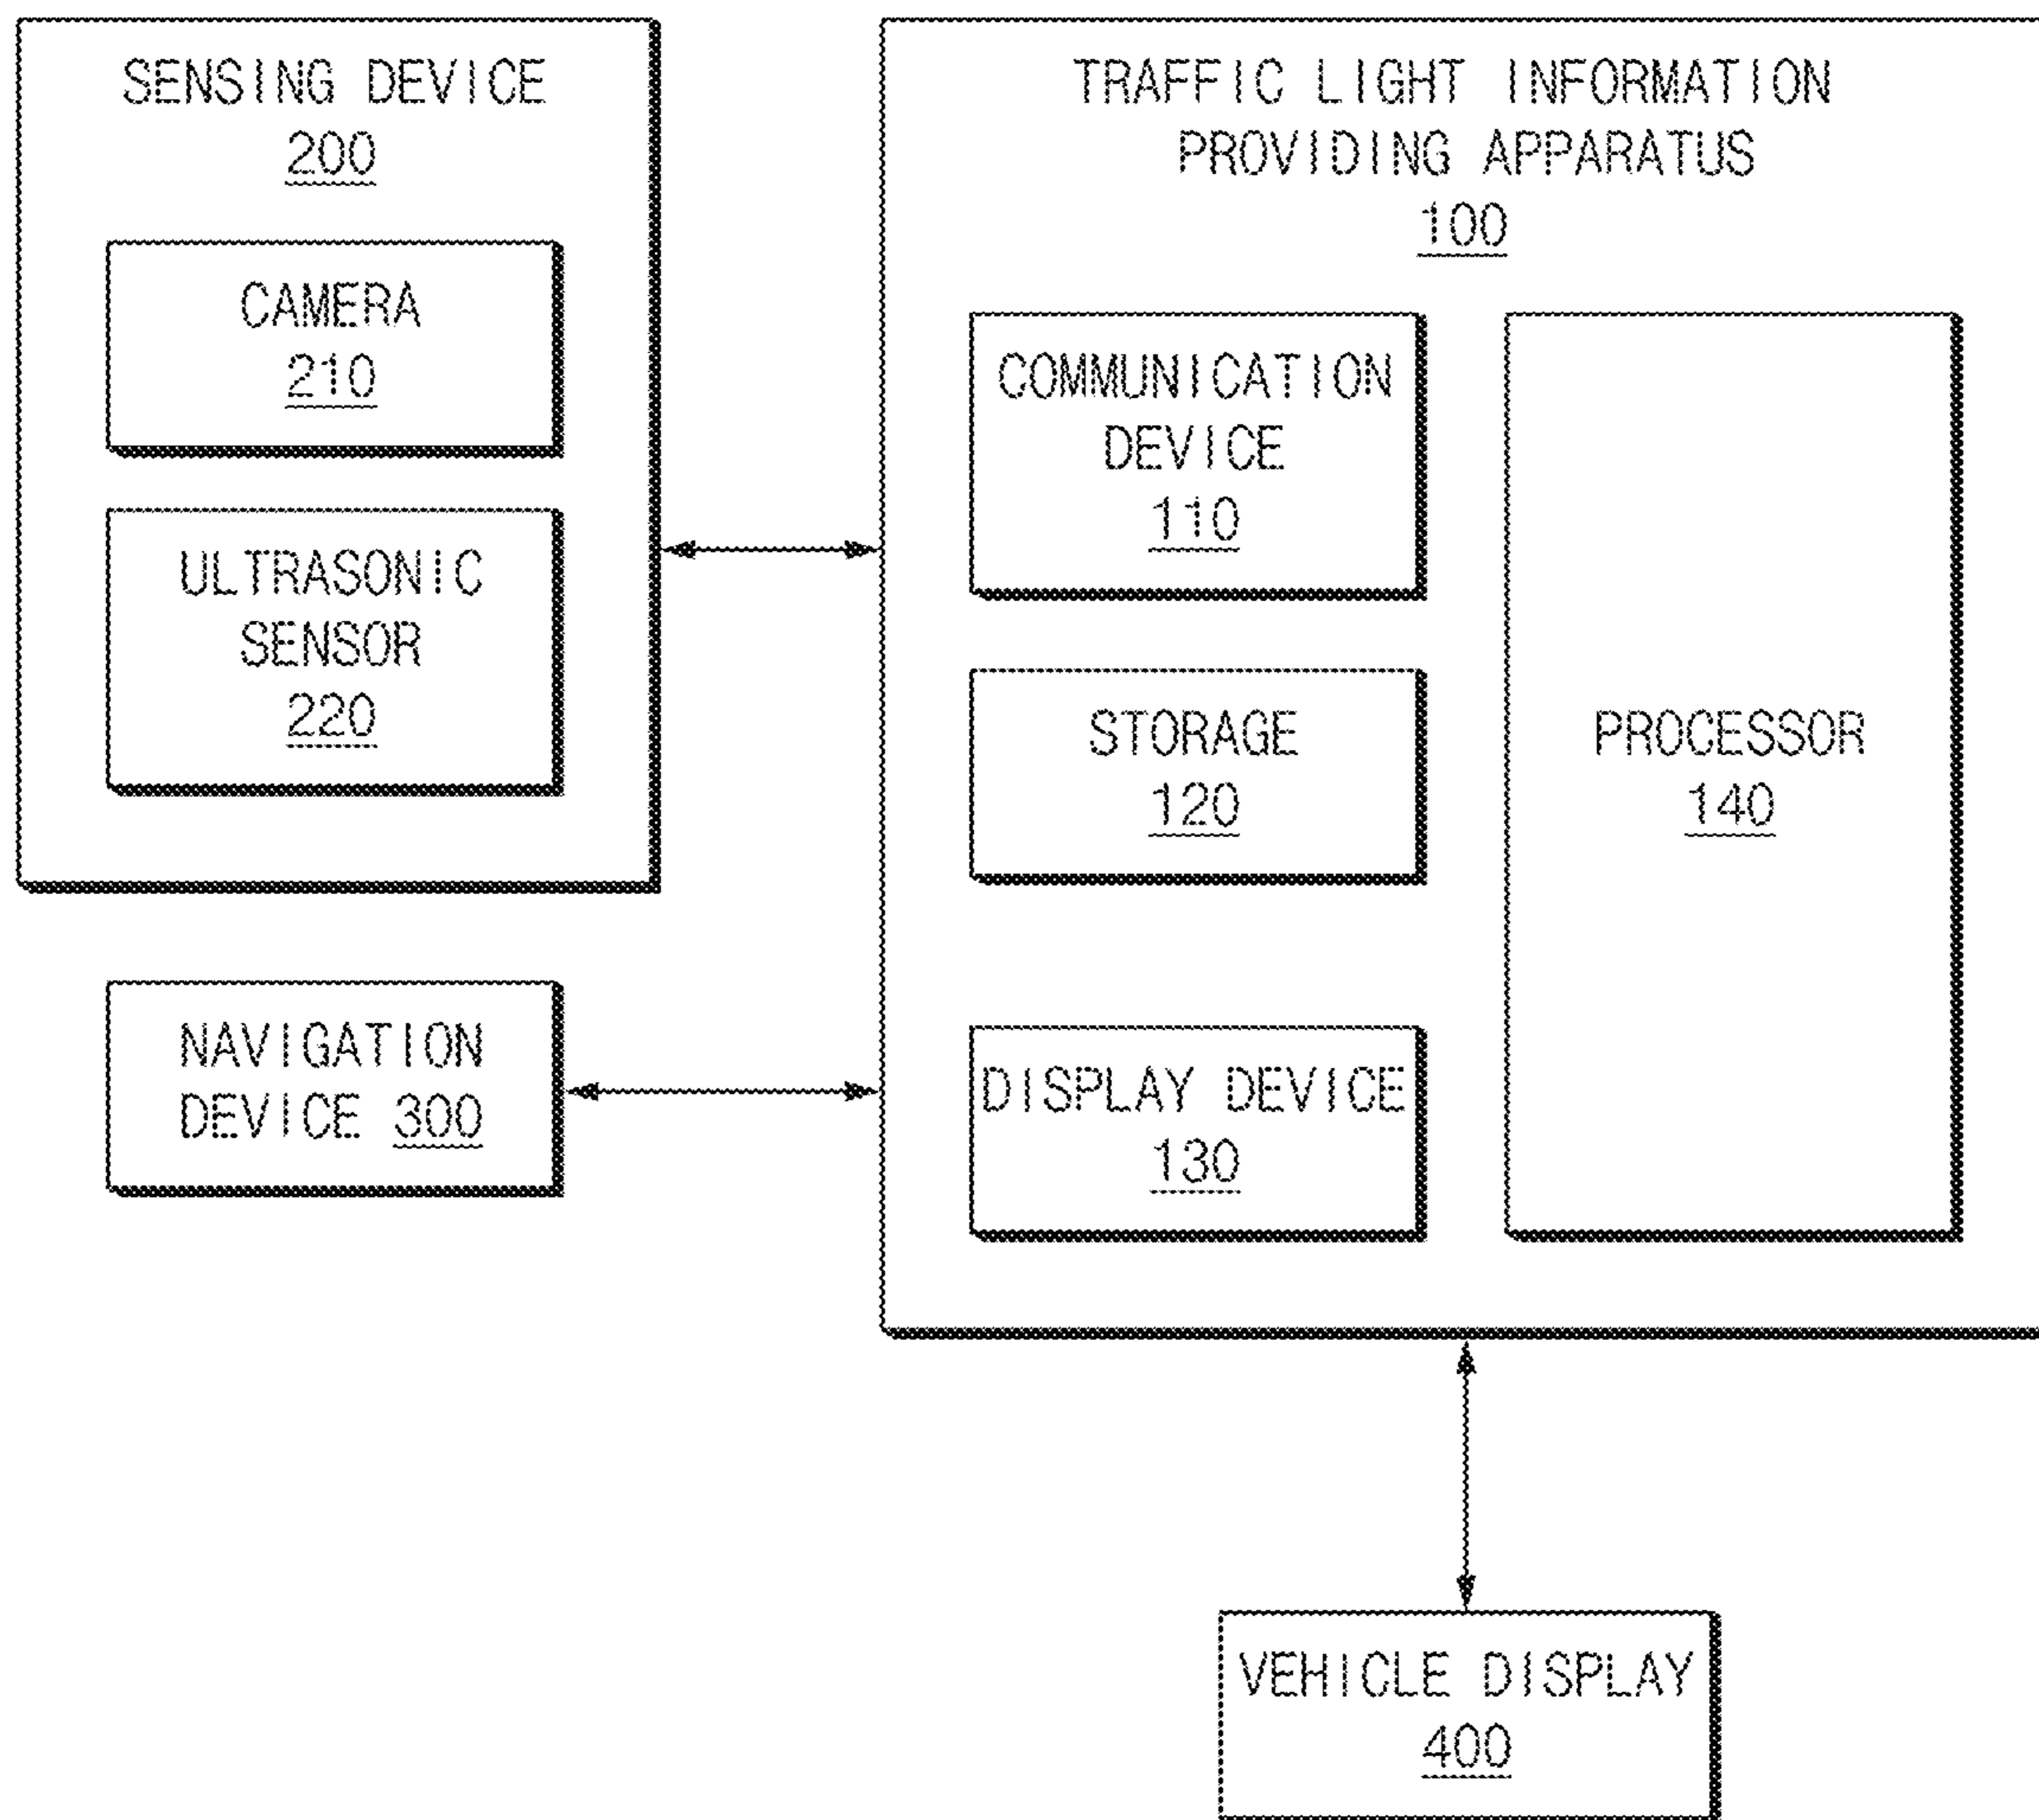 SENSING DEVICE
200
CAMERA
210
ULTRASONIC
SENSOR
220
NAVIGATION
DEVICE 300
TRAFFIC LIGHT INFORMATION
PROVIDING APPARATUS
100
COMMUNICATION
DEVICE
110
STORAGE
120
DISPLAY DEVICE
130
PROCESSOR
140
VEHICLE DISPLAY
400